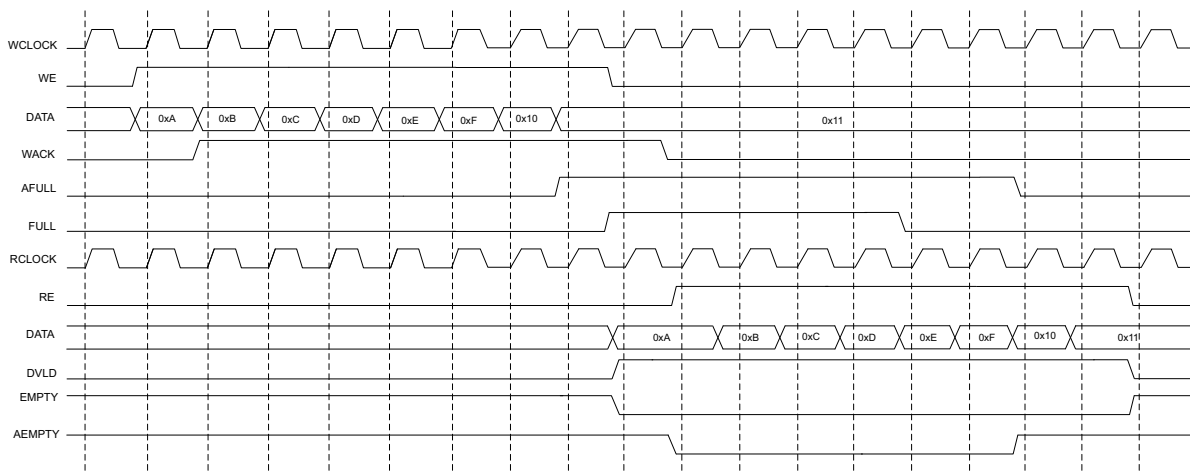 WCLOCK
WE
DATA 0xA 0xB 0xC 0xD 0xE 0xF 0x10 0x11
WACK
AFULL
FULL
RCLOCK
RE
DATA 0xA 0xB 0xC 0xD 0xE 0xF 0x10 0x11
DVLD
EMPTY
AEMPTY